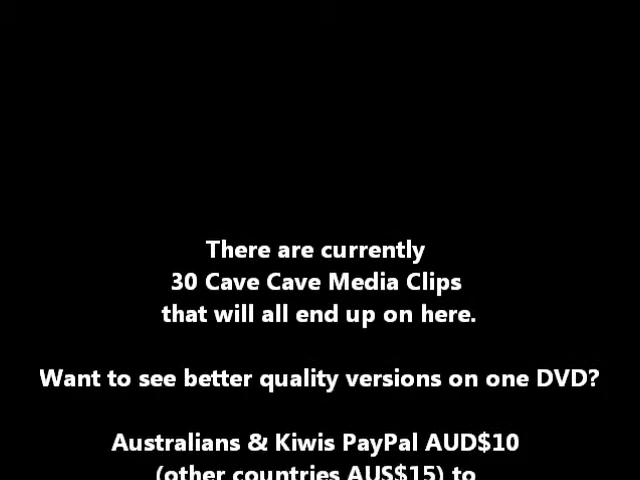 There are currently
30 Cave Cave Media Clips
that will all end up on here.
Want to see better quality versions on one DVD?
Australians & Kiwis PayPal AUD$10
(other countries AUS$15) to